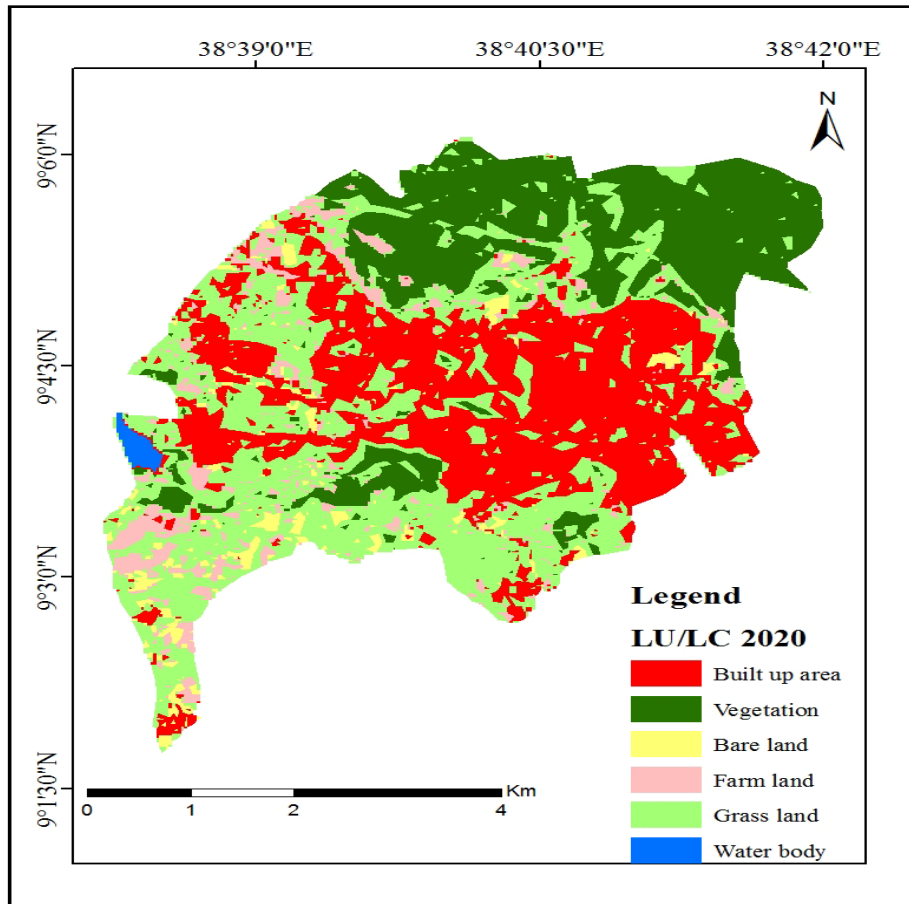 38°39'0"E 38°40'30"E 38°42'0"E
N
9°6'0"N
9°4'30"N
9°3'0"N
9°1'30"N
Legend
LU/LC 2020
Built up area
Vegetation
Bare land
Farm land
Grass land
Water body
Km
0 1 2 4